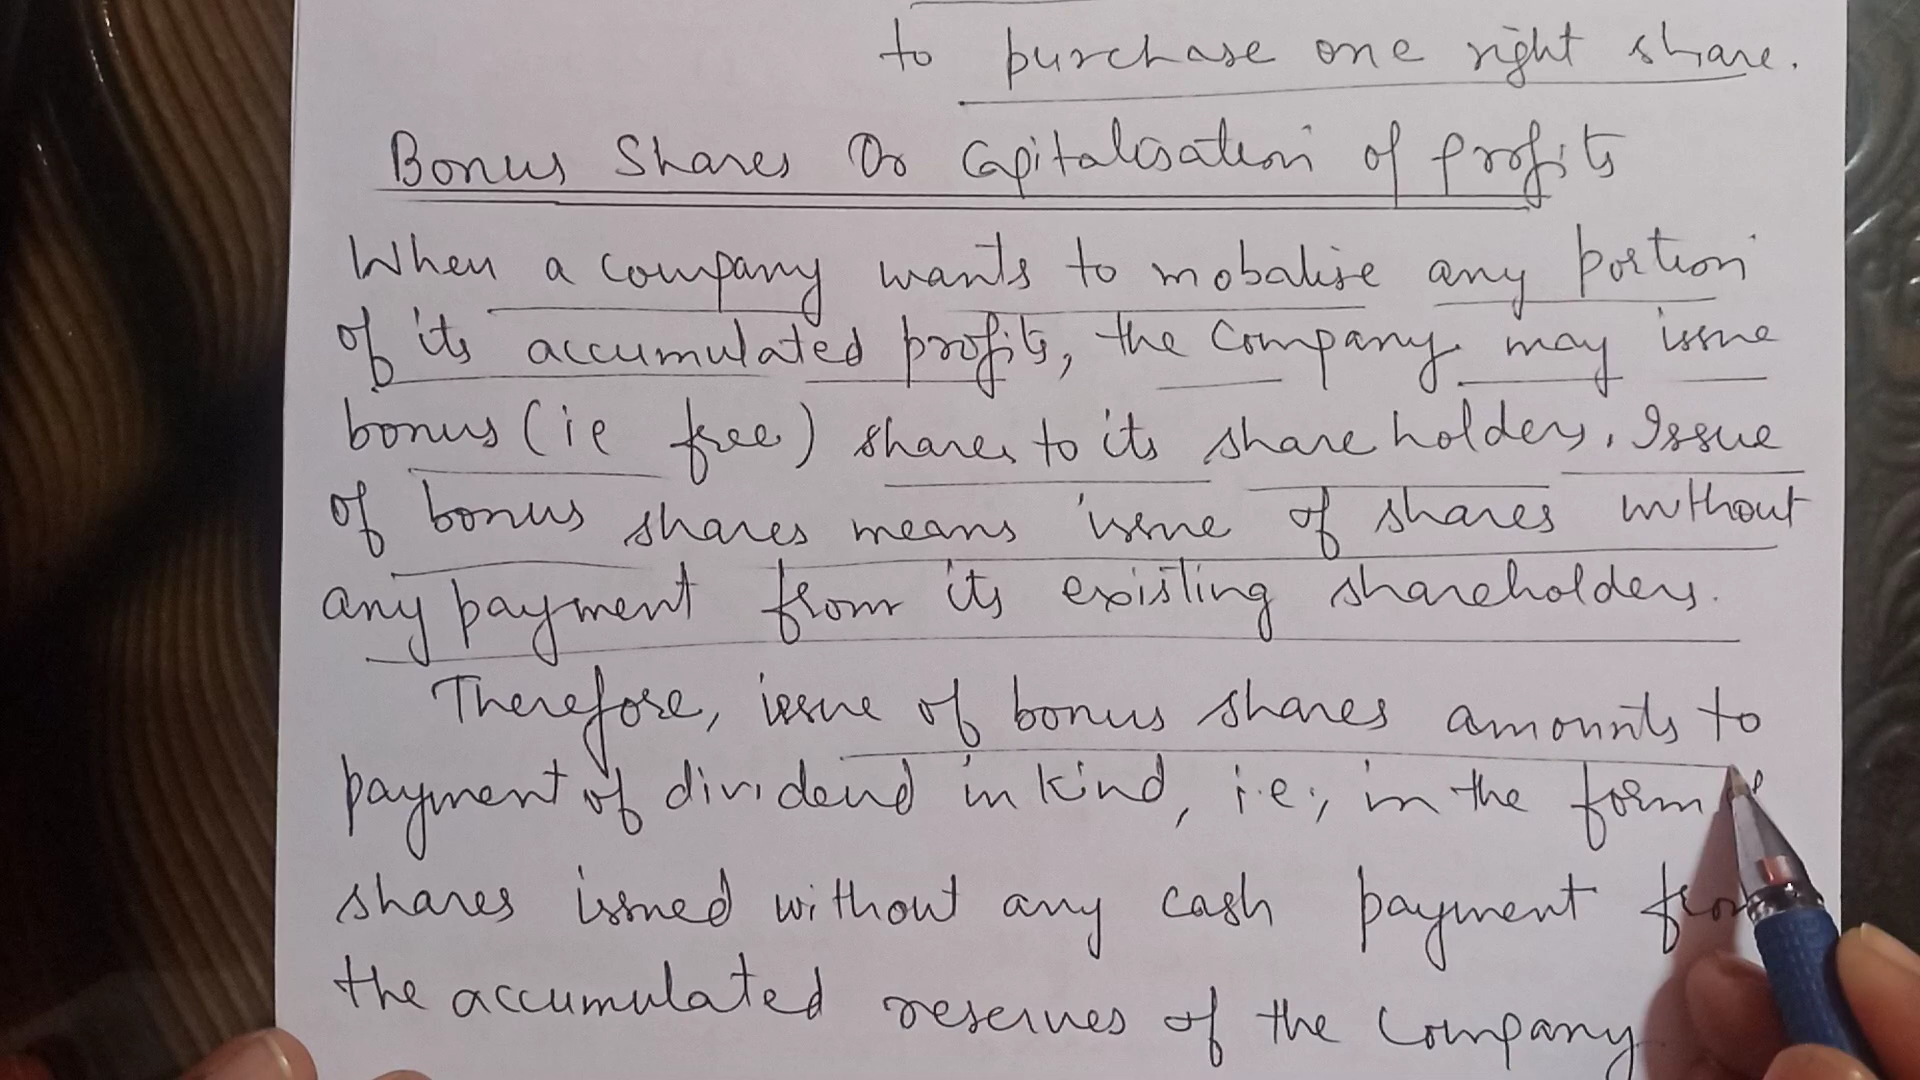 to purchase one right share.
Bonus Shares Or Capitalisation of profits
When a company wants to mobalise any portion
of its accumulated profits, the company may issue
bonus (ie free) shares to its shareholders. Issue
of bonus shares means issue of shares without
any payment from its existing shareholders.
Therefore, issue of bonus shares amounts to
payment of dividend in kind, i.e., in the form
shares issued without any cash payment from
the accumulated reserves of the company